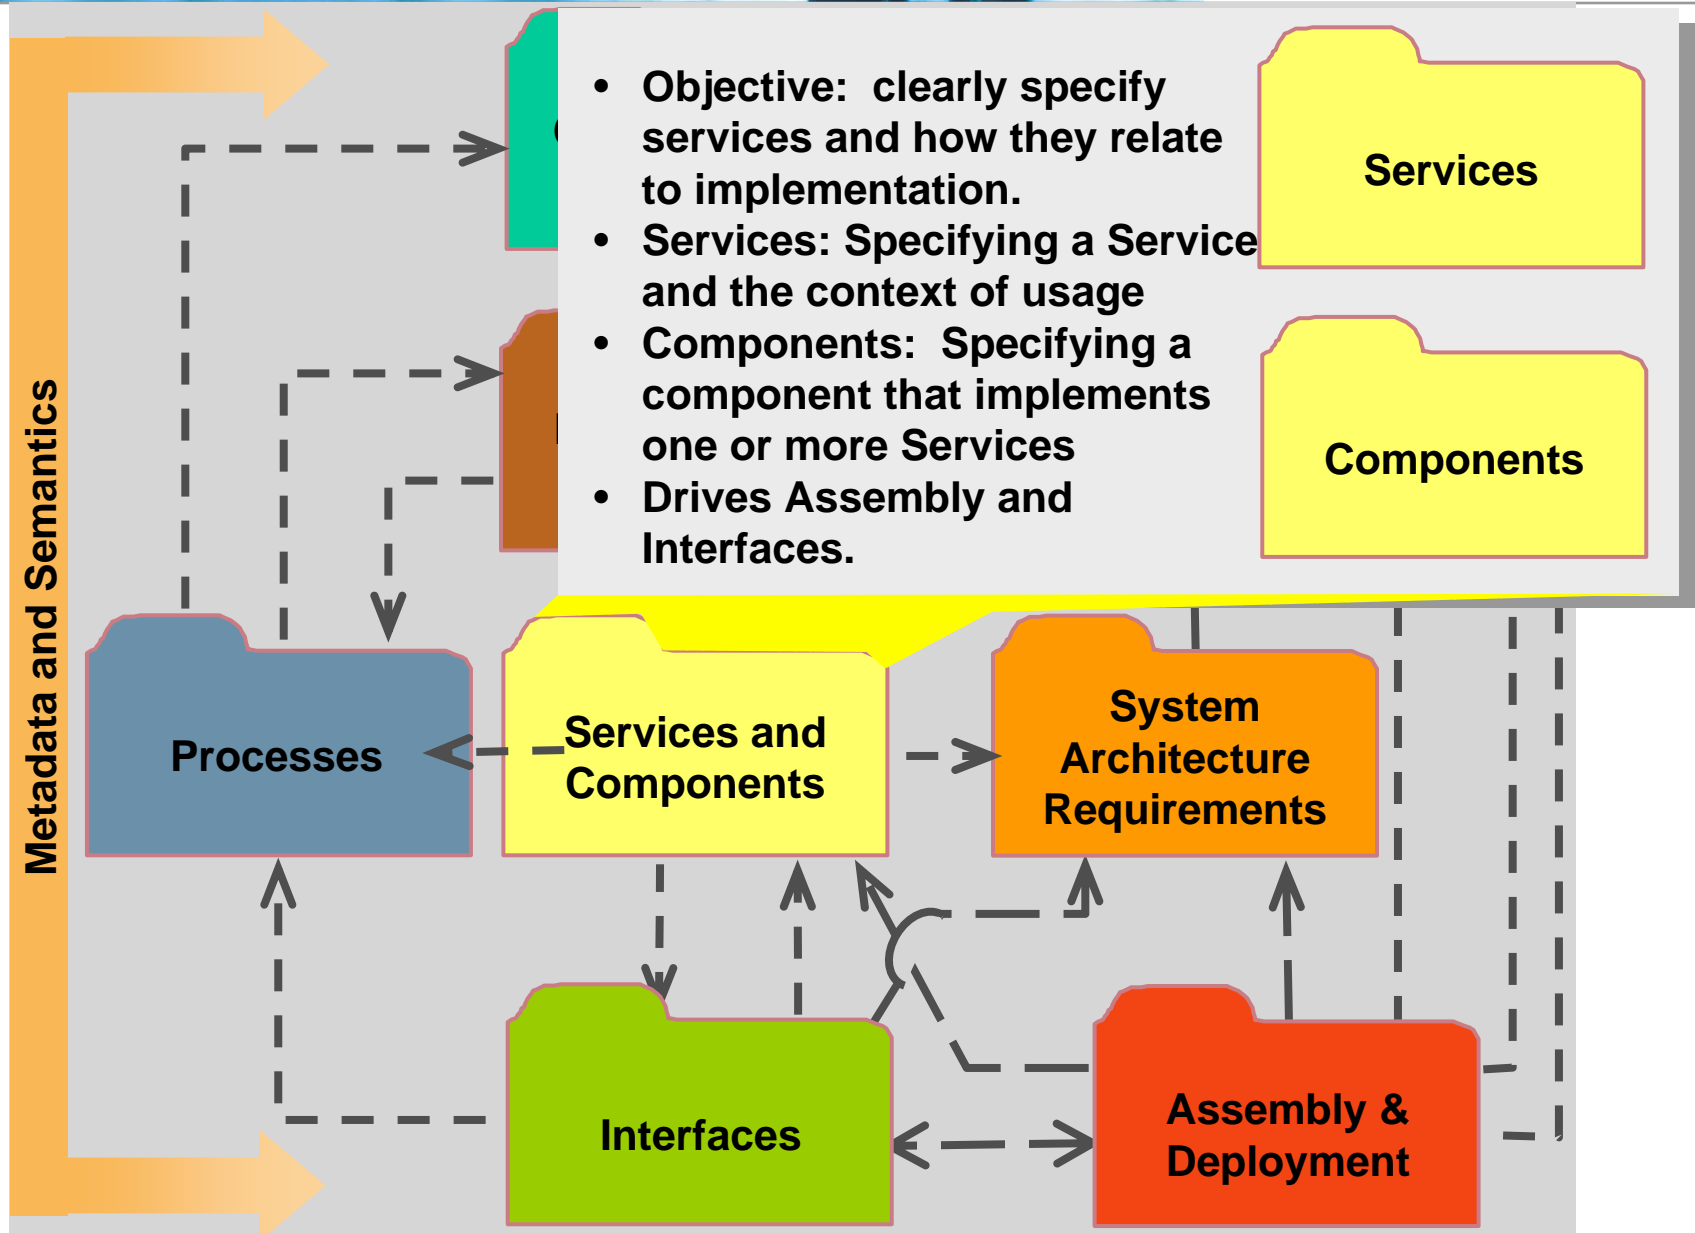 • Objective:  clearly specify
services and how they relate
to implementation.
• Services: Specifying a Service
and the context of usage
• Components:  Specifying a
component that implements
one or more Services
• Drives Assembly and
Interfaces.
Services
Components
Metadata and Semantics
Processes
Services and
Components
System
Architecture
Requirements
Interfaces
Assembly &
Deployment